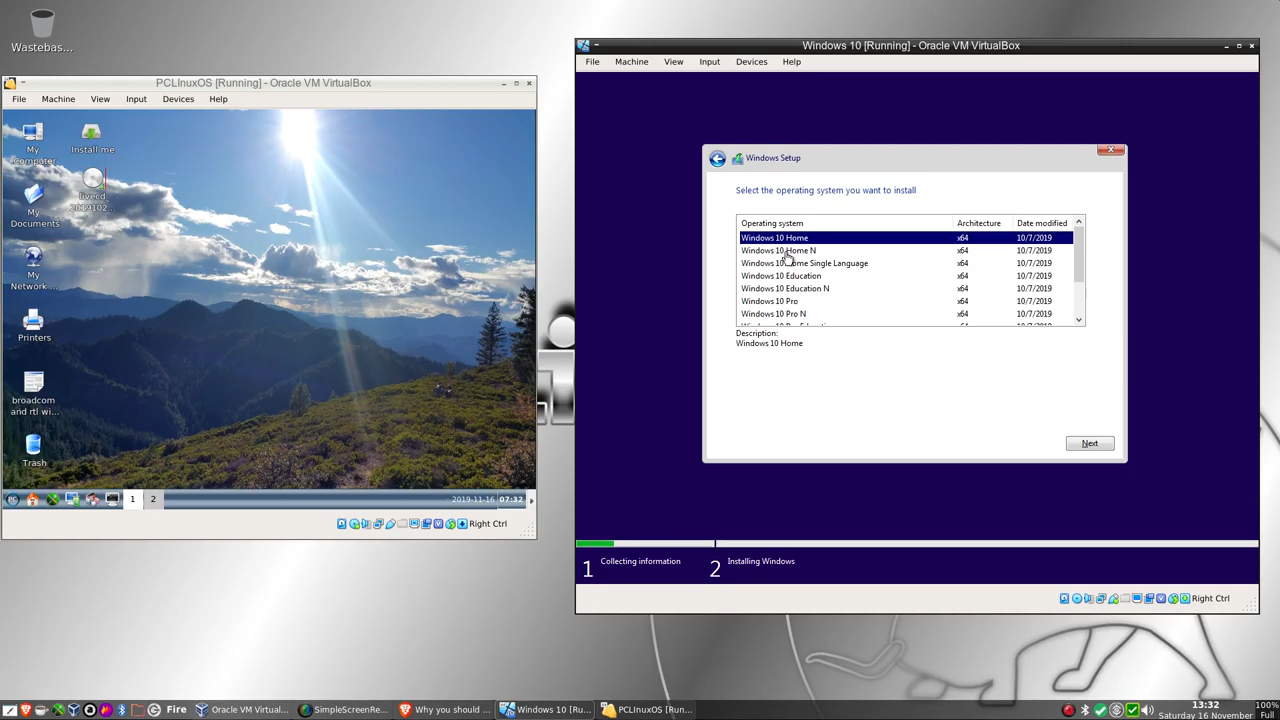 Wastebas...
PCLInuxOS [Running] - Oracle VM VirtualBox
File Machine View Input Devices Help
My Computer
Install me
My Documents
livecd 2019102...
My Network ...
Printers
broadcom and rtl wi...
Trash
1 2
2019-11-16 07:32
Right Ctrl
Windows 10 [Running] - Oracle VM VirtualBox
File Machine View Input Devices Help
Windows Setup
Select the operating system you want to install
Operating system Architecture Date modified
Windows 10 Home x64 10/7/2019
Windows 10 Home N x64 10/7/2019
Windows 10 Home Single Language x64 10/7/2019
Windows 10 Education x64 10/7/2019
Windows 10 Education N x64 10/7/2019
Windows 10 Pro x64 10/7/2019
Windows 10 Pro N x64 10/7/2019
Description:
Windows 10 Home
Next
1 Collecting information 2 Installing Windows
Right Ctrl
Fire Oracle VM Virtual... SimpleScreenRe... Why you should ... Windows 10 [Ru... PCLInuxOS [Run...
13:32
Saturday 16 November
100%
Full